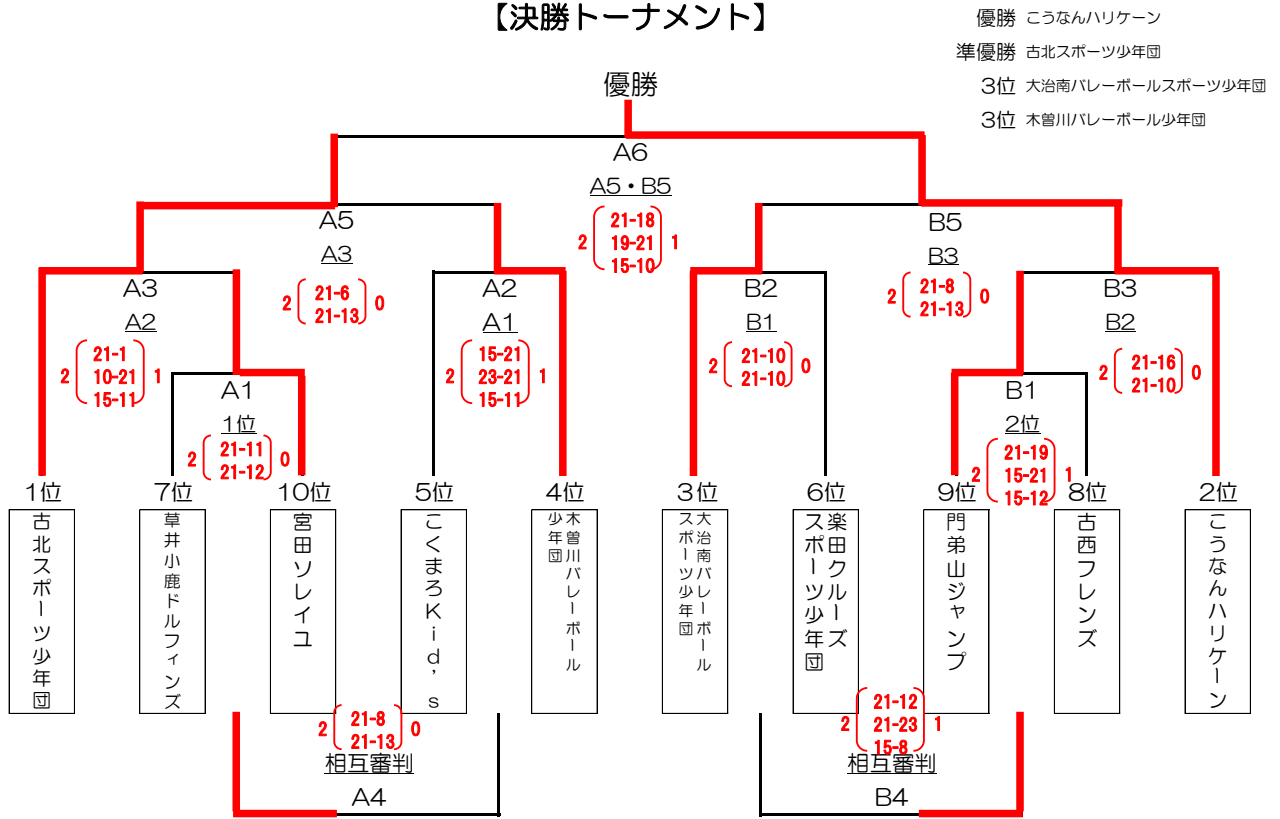 【決勝トーナメント】
優勝 こうなんハリケーン
準優勝 古北スポーツ少年団
3位 大治南バレーボールスポーツ少年団
3位 木曽川バレーボール少年団
優勝
A6
A5・B5
2 21-18 1
19-21
15-10
A5
A3
2 21-6 0
21-13
B5
B3
2 21-8 0
21-13
A3
A2
2 21-1 1
10-21
15-11
A2
A1
2 15-21 1
23-21
15-11
B2
B1
2 21-10 0
21-10
B3
B2
2 21-16 0
21-10
A1
1位
2 21-11 0
21-12
B1
2位
2 21-19 1
15-21
15-12
1位 7位 10位 5位 4位 3位 6位 9位 8位 2位
古北スポーツ少年団
草井小鹿ドルフィンズ
宮田ソレイユ
こくまろKid's
木曽川バレーボール
少年団
大治南バレーボール
スポーツ少年団
楽田クルーズ
スポーツ少年団
門弟山ジャンプ
古西フレンズ
こうなんハリケーン
2 21-8 0
21-13
相互審判
A4
2 21-12 1
21-23
15-8
相互審判
B4